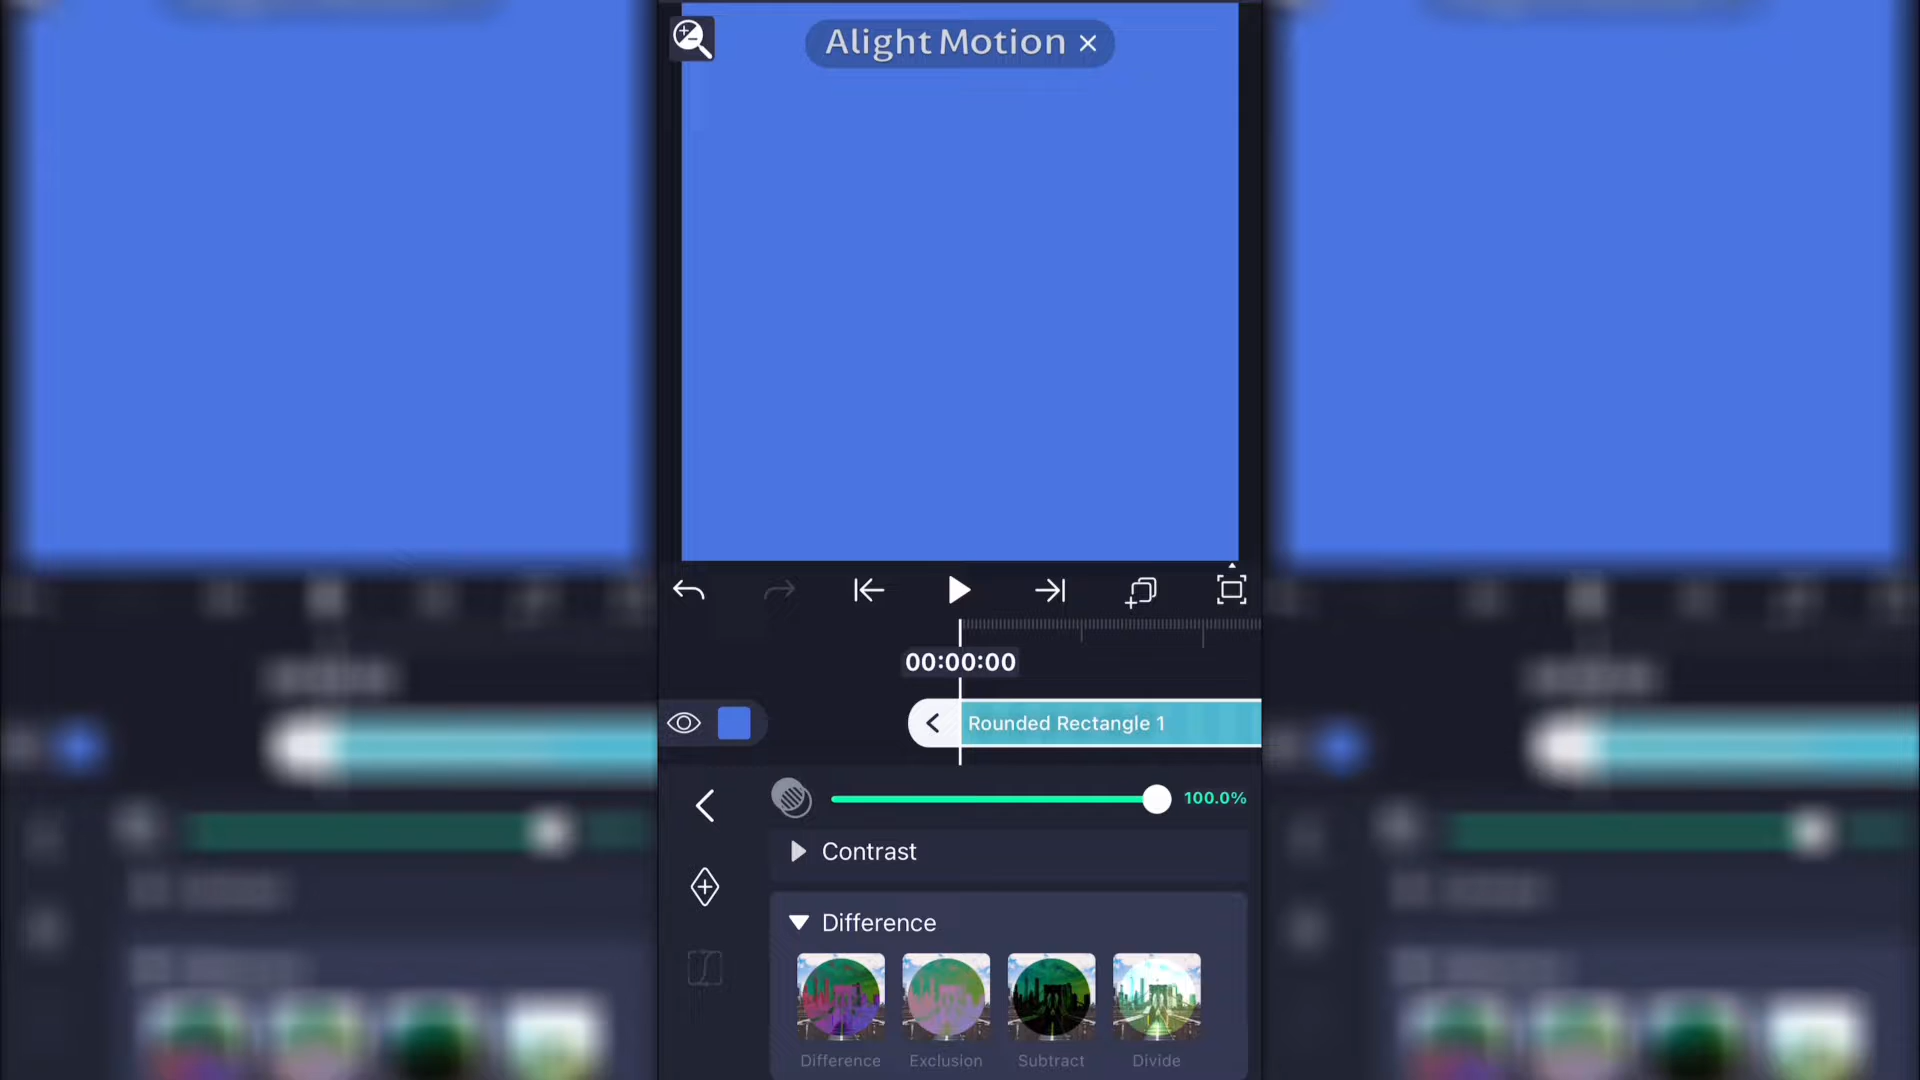 Alight Motion ×
00:00:00
Rounded Rectangle 1
100.0%
Contrast
Difference
Difference Exclusion Subtract Divide